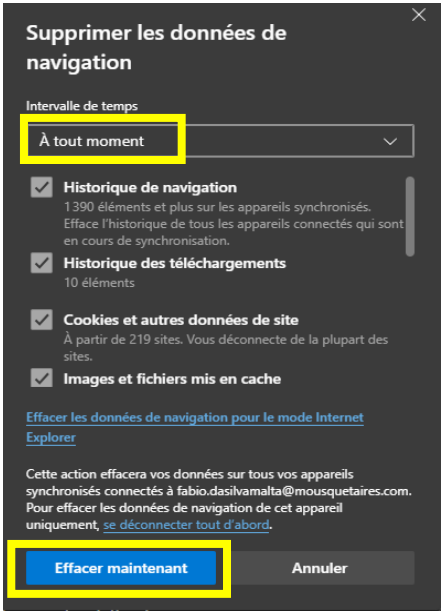 Supprimer les données de
navigation
Intervalle de temps
À tout moment
Historique de navigation
1 390 éléments et plus sur les appareils synchronisés.
Efface l'historique de tous les appareils connectés qui sont
en cours de synchronisation.
Historique des téléchargements
10 éléments
Cookies et autres données de site
À partir de 219 sites. Vous déconnecte de la plupart des
sites.
Images et fichiers mis en cache
Effacer les données de navigation pour le mode Internet
Explorer
Cette action effacera vos données sur tous vos appareils
synchronisés connectés à fabio.dasilvamalta@mousquetaires.com.
Pour effacer les données de navigation de cet appareil
uniquement, se déconnecter tout d'abord.
Effacer maintenant
Annuler